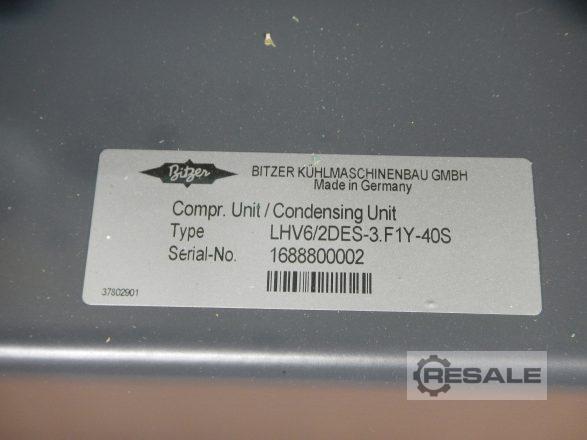 Bitzer
BITZER KÜHLMASCHINENBAU GMBH
Made in Germany
Compr. Unit / Condensing Unit
Type LHV6/2DES-3.F1Y-40S
Serial-No. 1688800002
37802901
RESALE